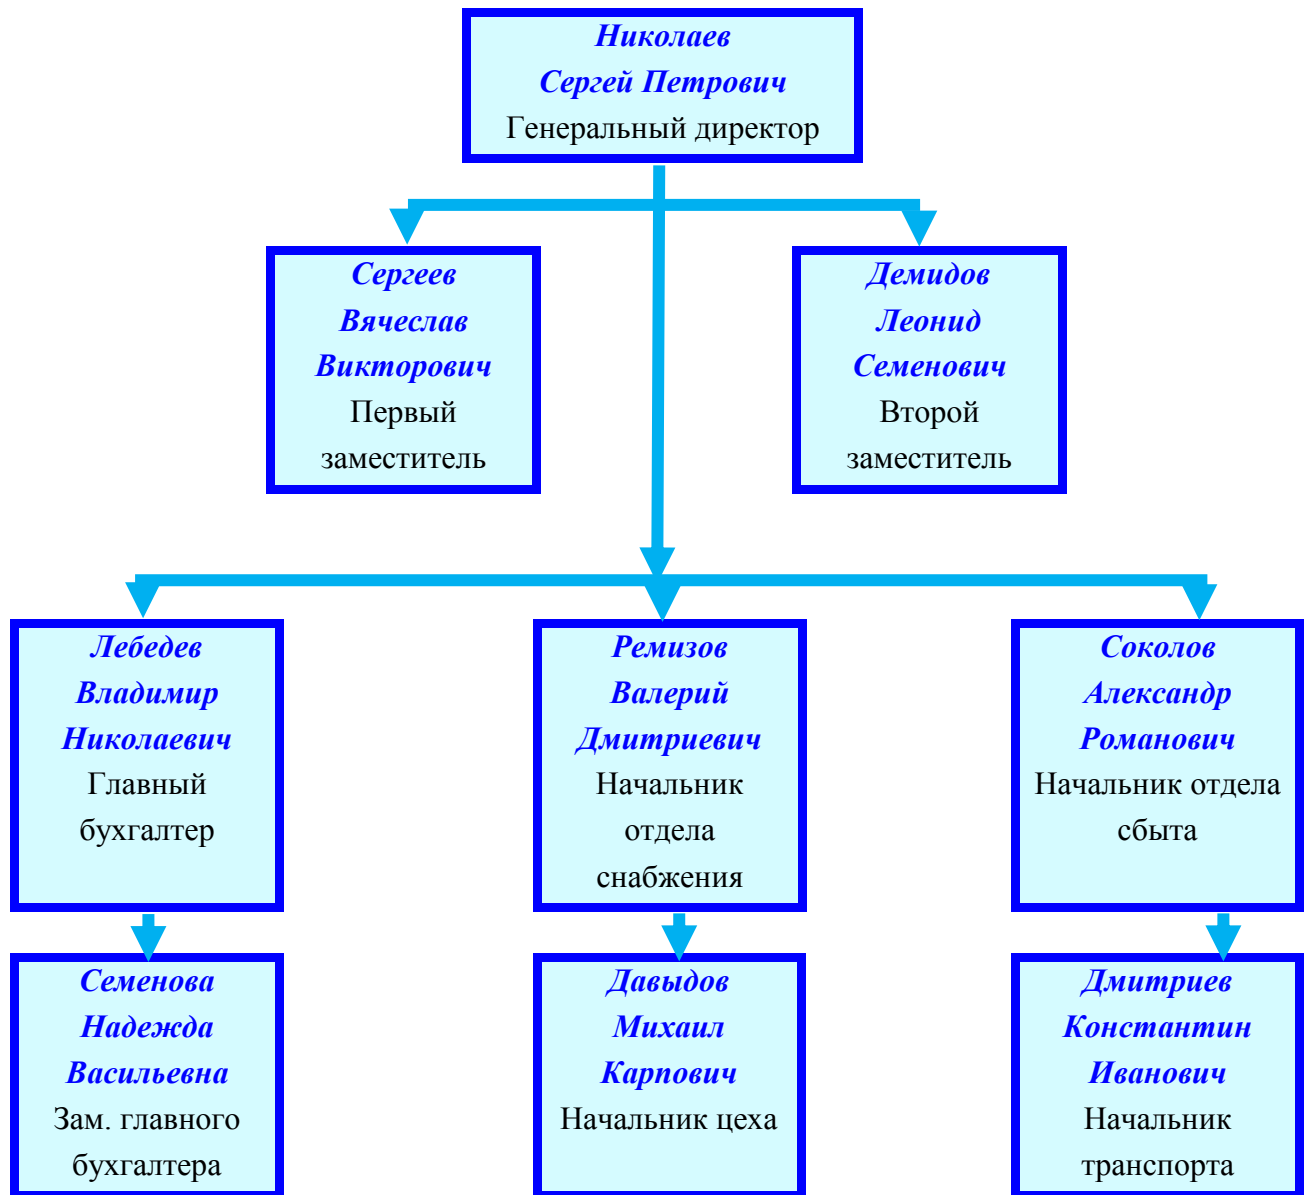 Николаев
Сергей Петрович
Генеральный директор
Сергеев
Вячеслав
Викторович
Первый
заместитель
Демидов
Леонид
Семенович
Второй
заместитель
Лебедев
Владимир
Николаевич
Главный
бухгалтер
Ремизов
Валерий
Дмитриевич
Начальник
отдела
снабжения
Соколов
Александр
Романович
Начальник отдела
сбыта
Семенова
Надежда
Васильевна
Зам. главного
бухгалтера
Давыдов
Михаил
Карпович
Начальник цеха
Дмитриев
Константин
Иванович
Начальник
транспорта